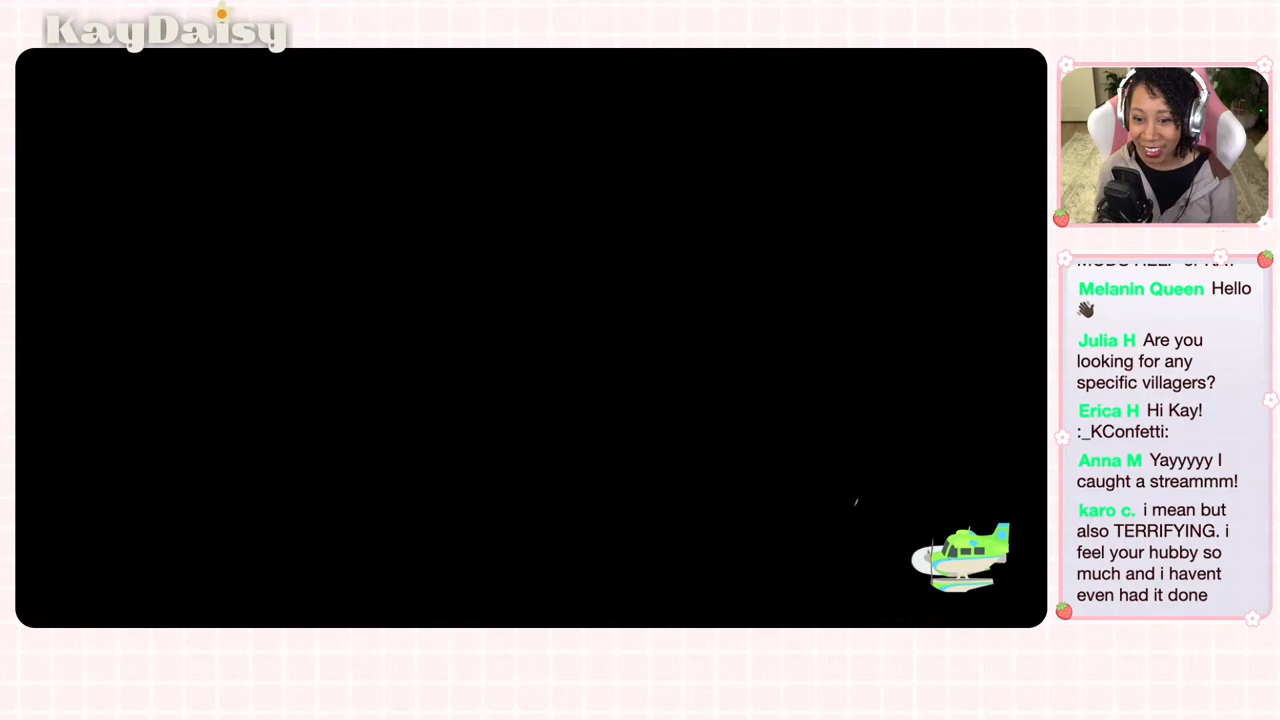 KayDaisy
Melanin Queen Hello
Julia H Are you
looking for any
specific villagers?
Erica H Hi Kay!
:_KConfetti:
Anna M Yayyyyy I
caught a streammm!
karo c. i mean but
also TERRIFYING. i
feel your hubby so
much and i havent
even had it done